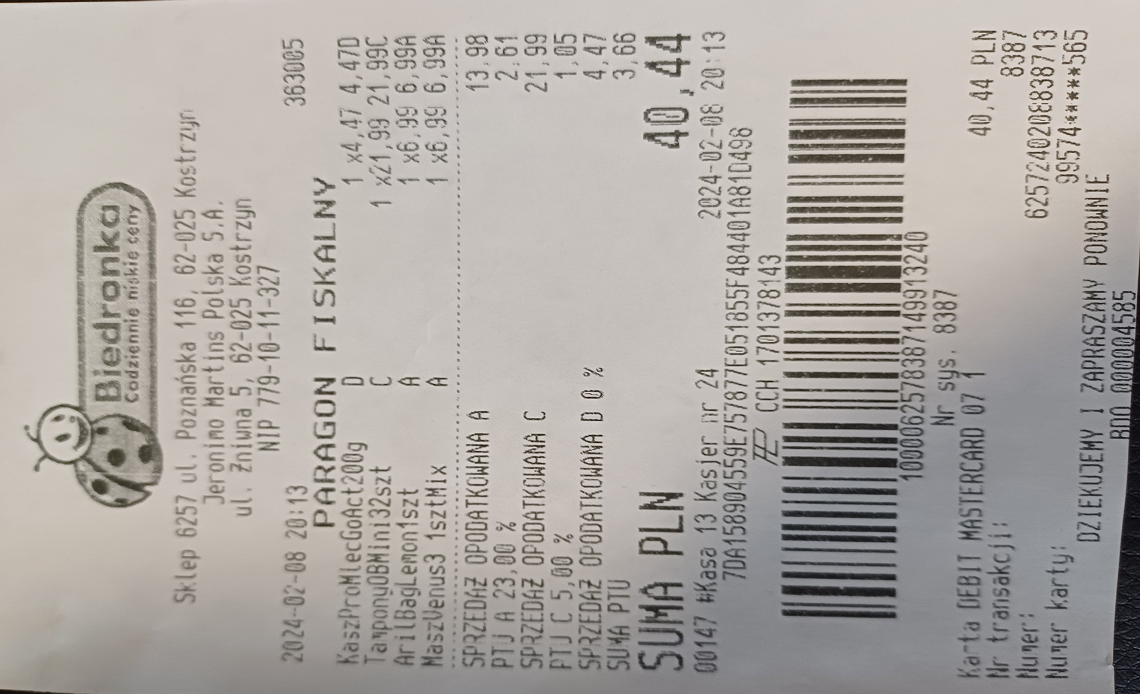 Biedronka
Codziennie niskie ceny
Sklep 6257 ul. Poznańska 116, 62-025 Kostrzyn
Jeronimo Martins Polska S.A.
ul. Żniwna 5, 62-025 Kostrzyn
NIP 779-10-11-327
2024-02-08 20:13 363005
PARAGON FISKALNY
KaszProMlecGoAct200g D 1 x4,47 4,47D
TamponyOBMini32szt C 1 x21,99 21,99C
ArilBagLemon1szt A 1 x6,99 6,99A
MaszVenus3 1sztMix A 1 x6,99 6,99A
SPRZEDAŻ OPODATKOWANA A 13,98
PTU A 23,00 % 2,61
SPRZEDAŻ OPODATKOWANA C 21,99
PTU C 5,00 % 1,05
SPRZEDAŻ OPODATKOWANA D 0 % 4,47
SUMA PTU 3,66
SUMA PLN 40,44
00147 #Kasa 13 Kasjer nr 24 2024-02-08 20:13
7DA158904559E757877E051855F484401A81D498
CCH 1701378143
1000062578387149913240
Nr sys. 8387
Karta DEBIT MASTERCARD 07 1 40,44 PLN
Nr transakcji: 8387
Numer: 6257240208838713
Numer karty: 99574*****565
DZIĘKUJEMY I ZAPRASZAMY PONOWNIE
BDO 000004585